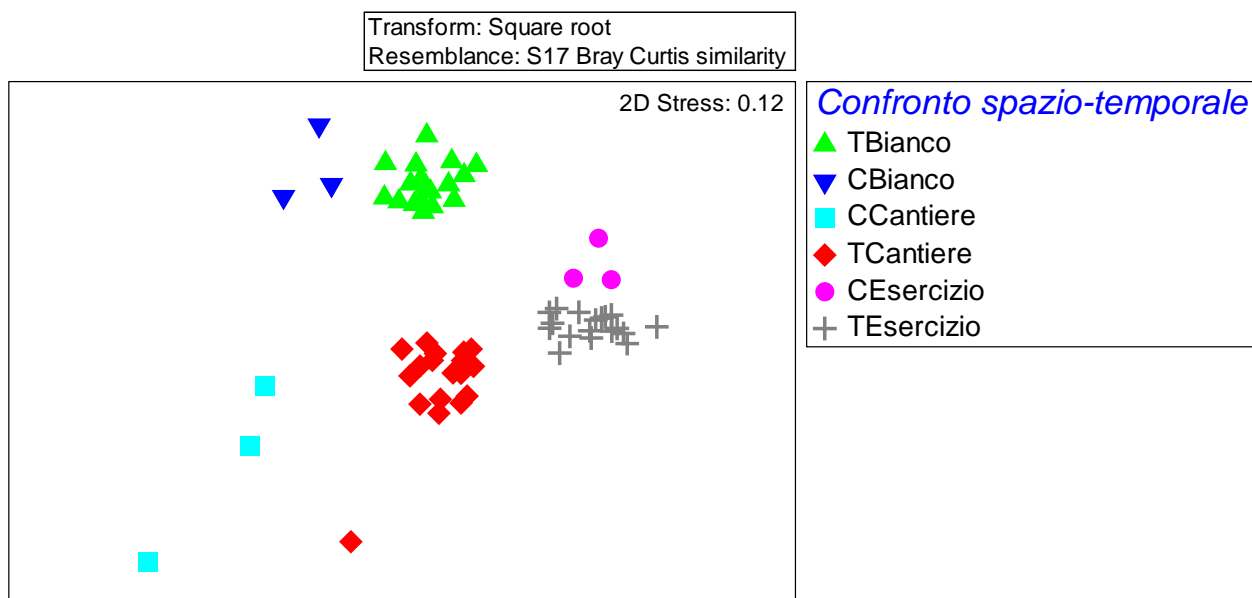 Transform: Square root
Resemblance: S17 Bray Curtis similarity
2D Stress: 0.12
Confronto spazio-temporale
TBianco
CBianco
CCantiere
TCantiere
CEsercizio
TEsercizio